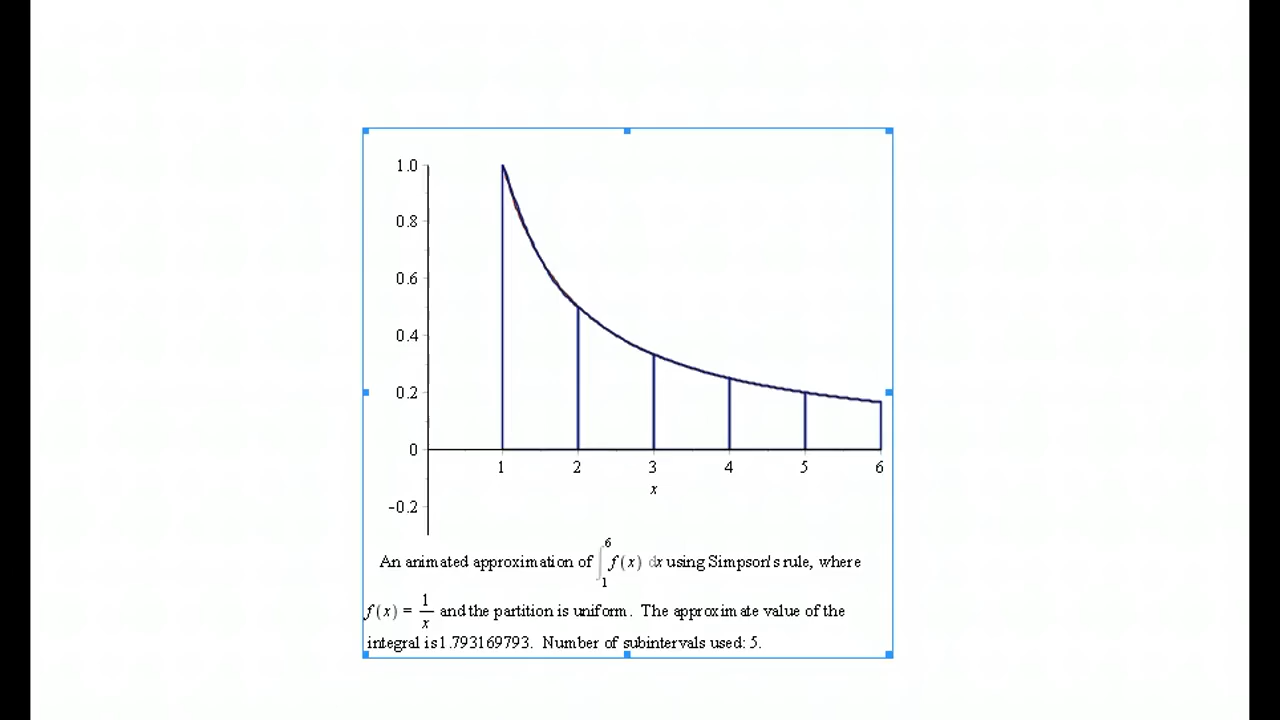 1.0
0.8
0.6
0.4
0.2
0
-0.2
1 2 3 4 5 6
x
An animated approximation of ∫₁⁶ f(x) dx using Simpson's rule, where
f(x) = 1/x and the partition is uniform. The approximate value of the
integral is 1.793169793. Number of subintervals used: 5.